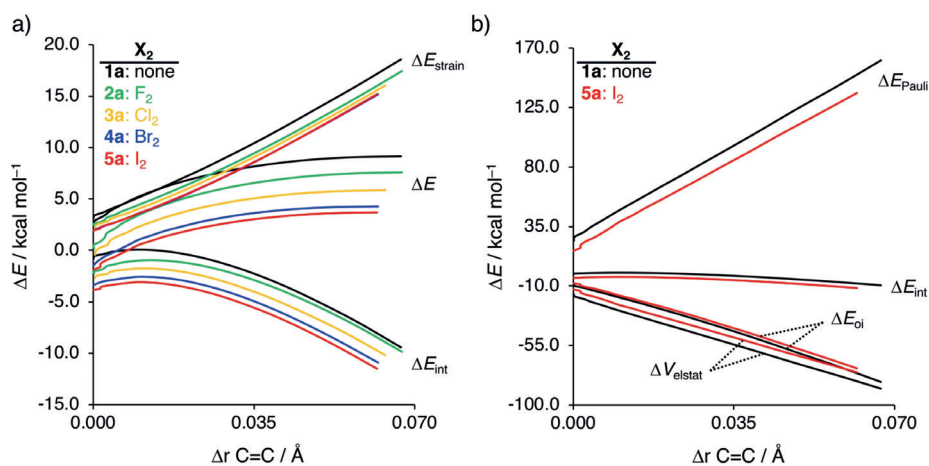 a)
X₂
1a: none
2a: F₂
3a: Cl₂
4a: Br₂
5a: I₂
ΔE / kcal mol⁻¹
20.0
15.0
10.0
5.0
0.0
-5.0
-10.0
-15.0
ΔE_strain
ΔE
ΔE_int
0.000 0.035 0.070
Δr C=C / Å
b)
X₂
1a: none
5a: I₂
ΔE / kcal mol⁻¹
170.0
125.0
80.0
35.0
-10.0
-55.0
-100.0
ΔE_Pauli
ΔE_int
ΔE_oi
ΔV_elstat
0.000 0.035 0.070
Δr C=C / Å